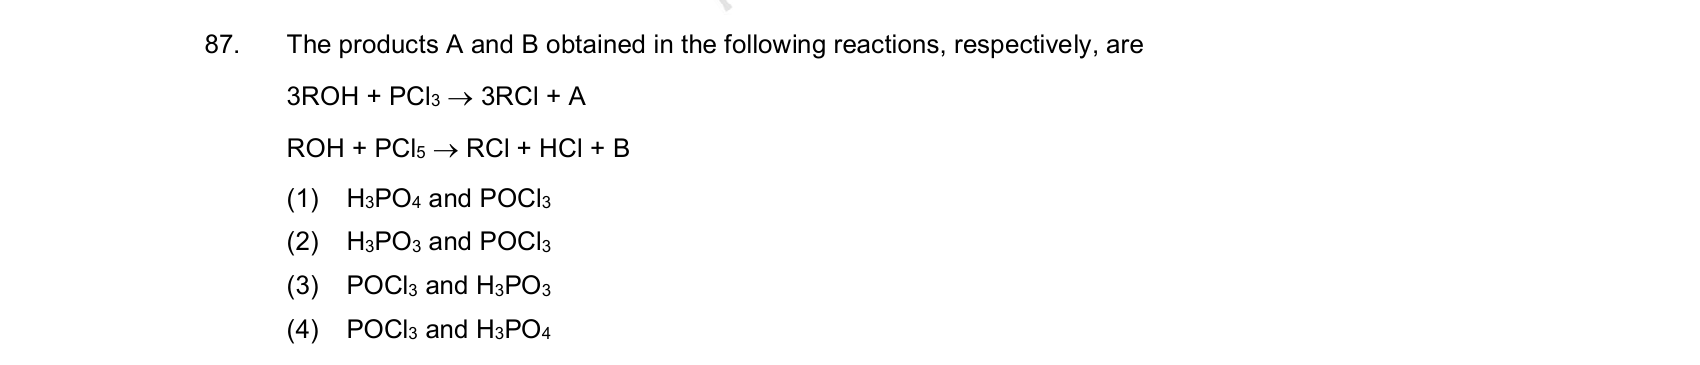 87. The products A and B obtained in the following reactions, respectively, are
3ROH + PCl₃ → 3RCl + A
ROH + PCl₅ → RCl + HCl + B
(1) H₃PO₄ and POCl₃
(2) H₃PO₃ and POCl₃
(3) POCl₃ and H₃PO₃
(4) POCl₃ and H₃PO₄